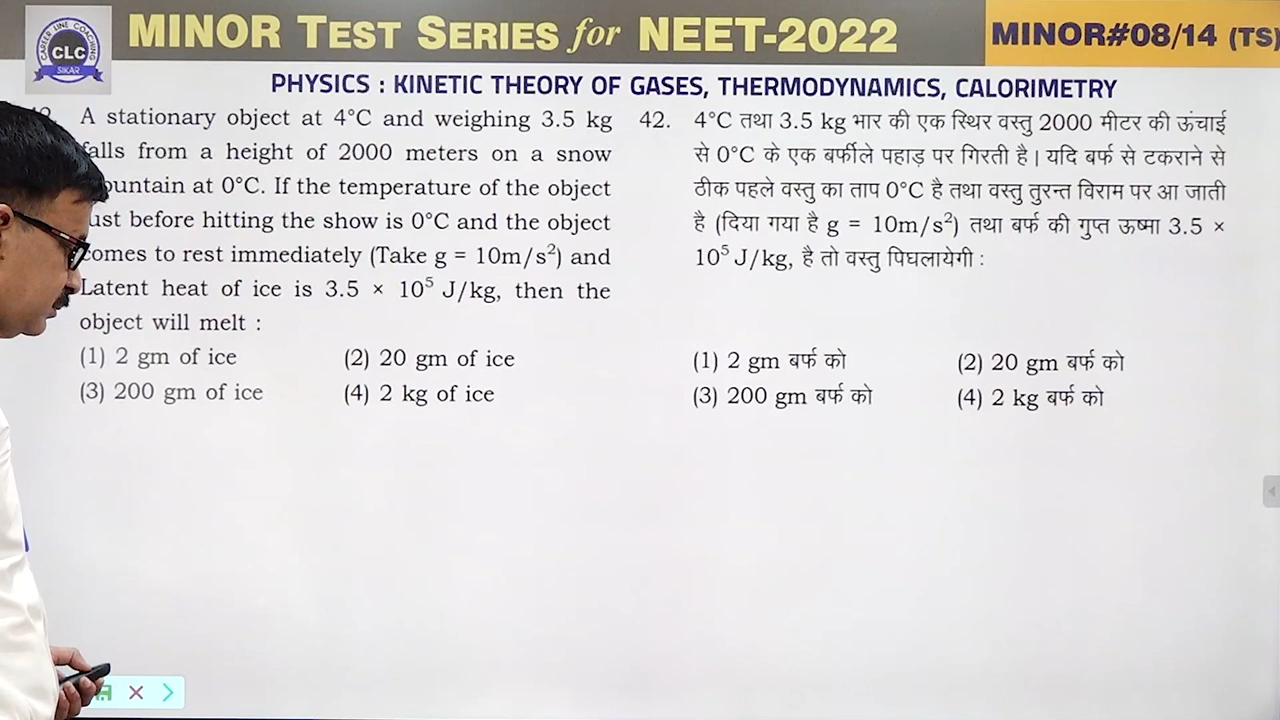 CAREER LINE COACHING
CLC
SIKAR
MINOR TEST SERIES for NEET-2022
MINOR#08/14 (TS)
PHYSICS : KINETIC THEORY OF GASES, THERMODYNAMICS, CALORIMETRY
A stationary object at 4°C and weighing 3.5 kg
falls from a height of 2000 meters on a snow
mountain at 0°C. If the temperature of the object
just before hitting the show is 0°C and the object
comes to rest immediately (Take g = 10m/s²) and
Latent heat of ice is 3.5 × 10⁵ J/kg, then the
object will melt :
(1) 2 gm of ice (2) 20 gm of ice
(3) 200 gm of ice (4) 2 kg of ice
42. 4°C तथा 3.5 kg भार की एक स्थिर वस्तु 2000 मीटर की ऊंचाई
से 0°C के एक बर्फीले पहाड़ पर गिरती है। यदि बर्फ से टकराने से
ठीक पहले वस्तु का ताप 0°C है तथा वस्तु तुरन्त विराम पर आ जाती
है (दिया गया है g = 10m/s²) तथा बर्फ की गुप्त ऊष्मा 3.5 ×
10⁵ J/kg, है तो वस्तु पिघलायेगी :
(1) 2 gm बर्फ को (2) 20 gm बर्फ को
(3) 200 gm बर्फ को (4) 2 kg बर्फ को